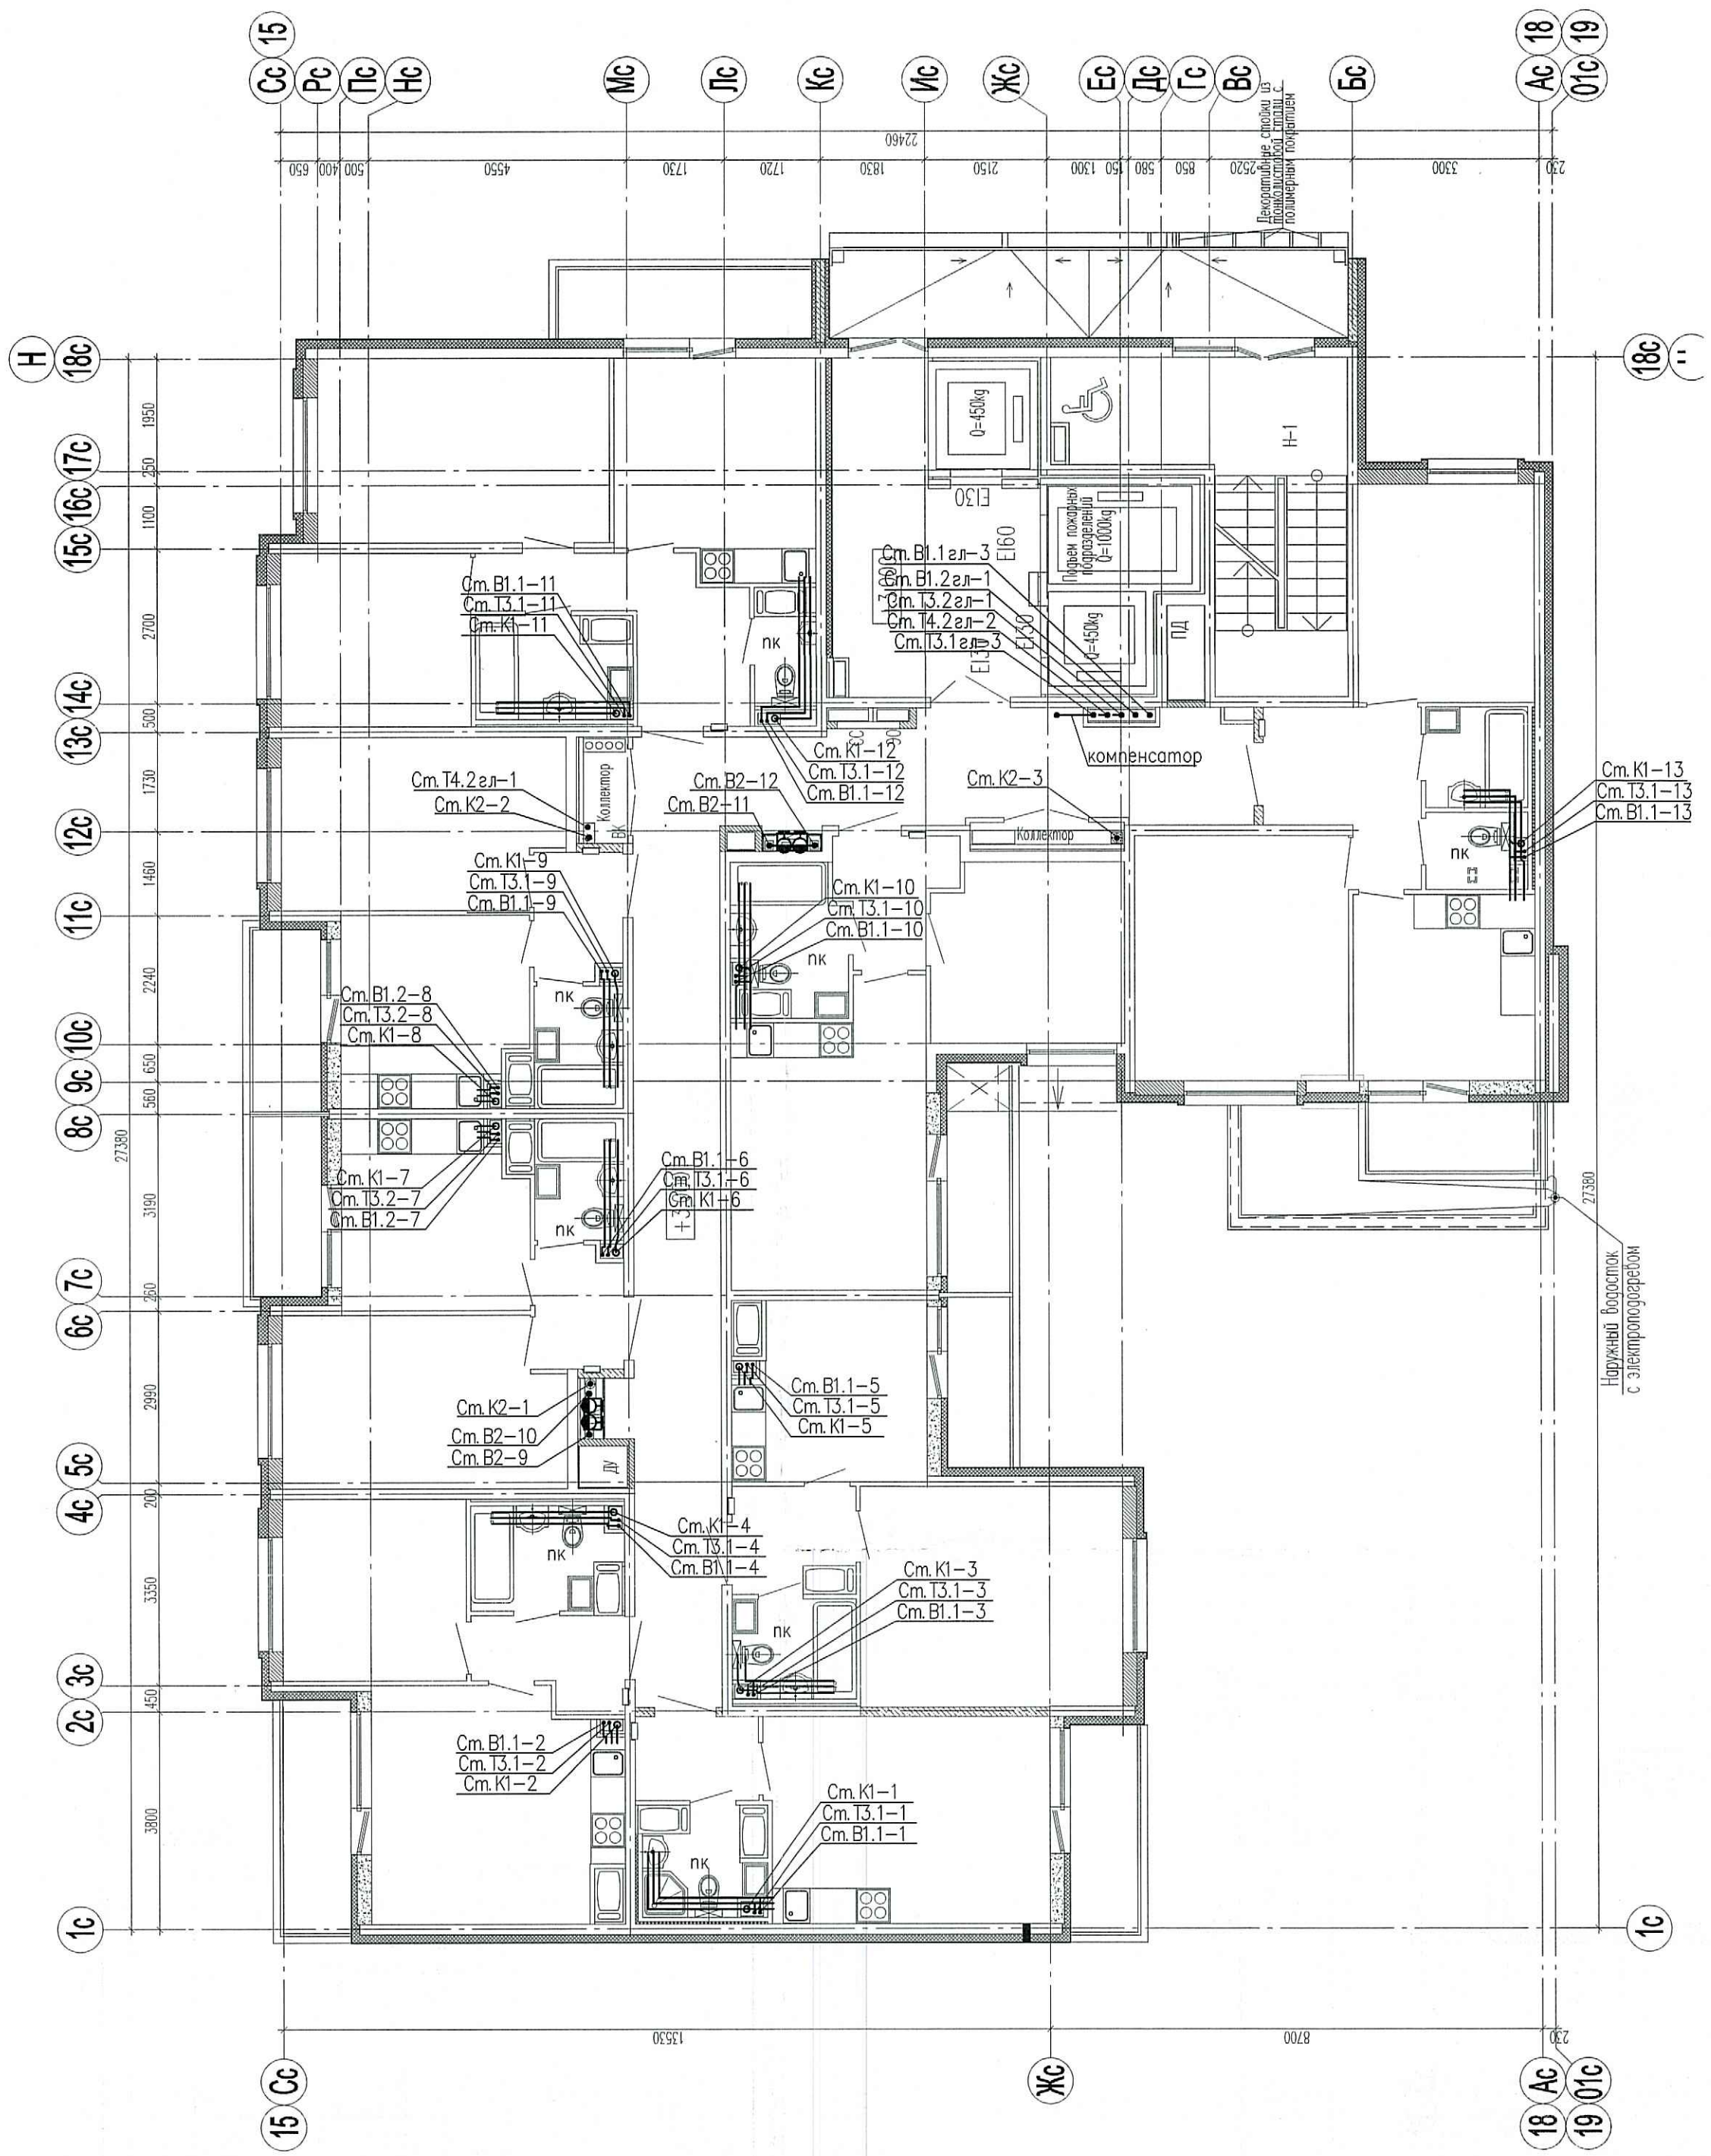 15
Сс
Рс
Пс
Нс
Мс
Лс
Кс
Ис
Жс
Ес
Дс
Гс
Вс
Бс
18
Ас
19
01с
22460
650
400
500
4550
1730
1720
1830
2150
1300
150
580
850
2520
3300
230
Декоративные стойки из
тонколистовой стали с
полимерным покрытием
Н
18с
18с
17с
16с
15с
14с
13с
12с
11с
10с
9с
8с
7с
6с
5с
4с
3с
2с
1с
1с
27380
1950
250
1100
2700
500
1730
1460
2240
650
560
3190
260
2990
200
3350
450
3800
27380
Q=450kg
Н-1
EI30
EI60
Подъем пожарных
подразделений
Q=1000kg
EI30
EI30
Q=450kg
ПД
Ст. В1.1гл-3
Ст. В1.2гл-1
Ст. Т3.2гл-1
Ст. Т4.2гл-2
Ст. Т3.1гл-3
компенсатор
Ст. В1.1-11
Ст. Т3.1-11
Ст. К1-11
пк
Ст. К1-12
Ст. Т3.1-12
Ст. В1.1-12
Ст. Т4.2гл-1
Ст. К2-2
Коллектор
ВК
Ст. В2-12
Ст. В2-11
Ст. К2-3
Коллектор
Ст. К1-13
Ст. Т3.1-13
Ст. В1.1-13
пк
Ст. К1-9
Ст. Т3.1-9
Ст. В1.1-9
пк
Ст. К1-10
Ст. Т3.1-10
Ст. В1.1-10
пк
Ст. В1.2-8
Ст. Т3.2-8
Ст. К1-8
Ст. К1-7
Ст. Т3.2-7
Ст. В1.2-7
пк
Ст. В1.1-6
Ст. Т3.1-6
Ст. К1-6
Наружный водосток
с электроподогревом
Ст. К2-1
Ст. В2-10
Ст. В2-9
ДУ
Ст. В1.1-5
Ст. Т3.1-5
Ст. К1-5
Ст. К1-4
Ст. Т3.1-4
Ст. В1.1-4
пк
Ст. К1-3
Ст. Т3.1-3
Ст. В1.1-3
пк
Ст. В1.1-2
Ст. Т3.1-2
Ст. К1-2
Ст. К1-1
Ст. Т3.1-1
Ст. В1.1-1
пк
13530
8700
230
15
Сс
Жс
18
Ас
19
01с